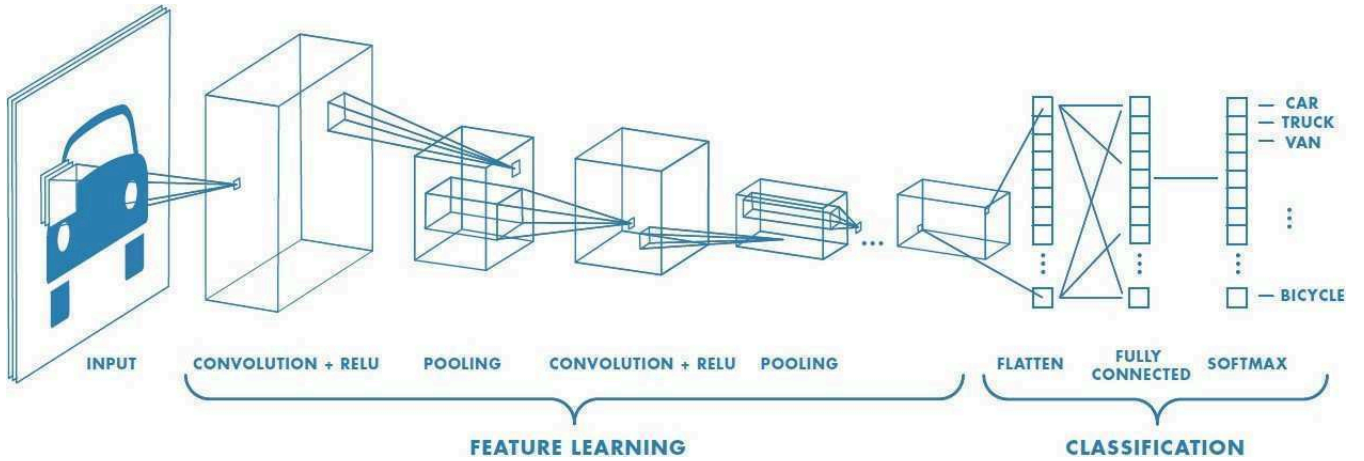 CAR
TRUCK
VAN
BICYCLE
INPUT
CONVOLUTION + RELU
POOLING
CONVOLUTION + RELU
POOLING
FLATTEN
FULLY
CONNECTED
SOFTMAX
FEATURE LEARNING
CLASSIFICATION